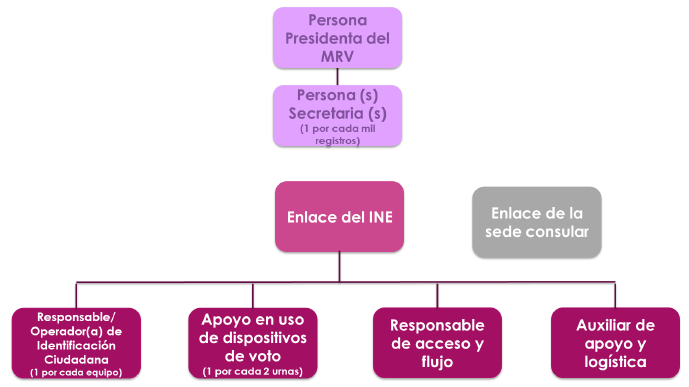 Persona
Presidenta del
MRV
Persona (s)
Secretaria (s)
(1 por cada mil
registros)
Enlace del INE
Enlace de la
sede consular
Responsable/
Operador(a) de
Identificación
Ciudadana
(1 por cada equipo)
Apoyo en uso
de dispositivos
de voto
(1 por cada 2 urnas)
Responsable
de acceso y
flujo
Auxiliar de
apoyo y
logística